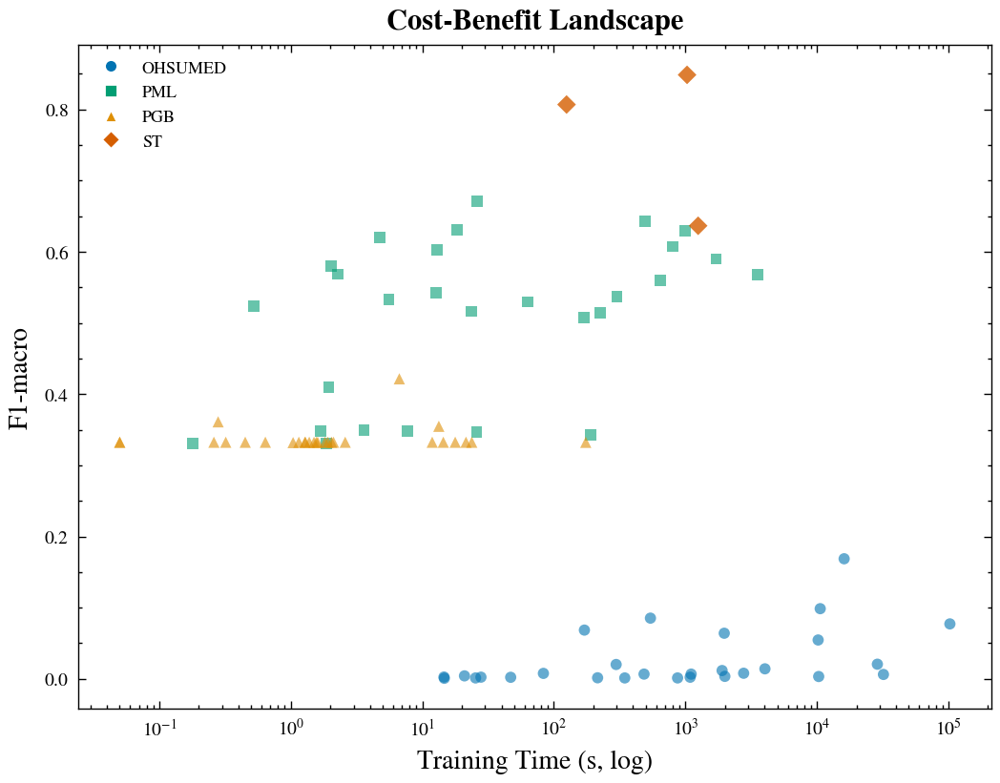 Cost-Benefit Landscape
OHSUMED
PML
PGB
ST
F1-macro
0.8
0.6
0.4
0.2
0.0
10⁻¹ 10⁰ 10¹ 10² 10³ 10⁴ 10⁵
Training Time (s, log)